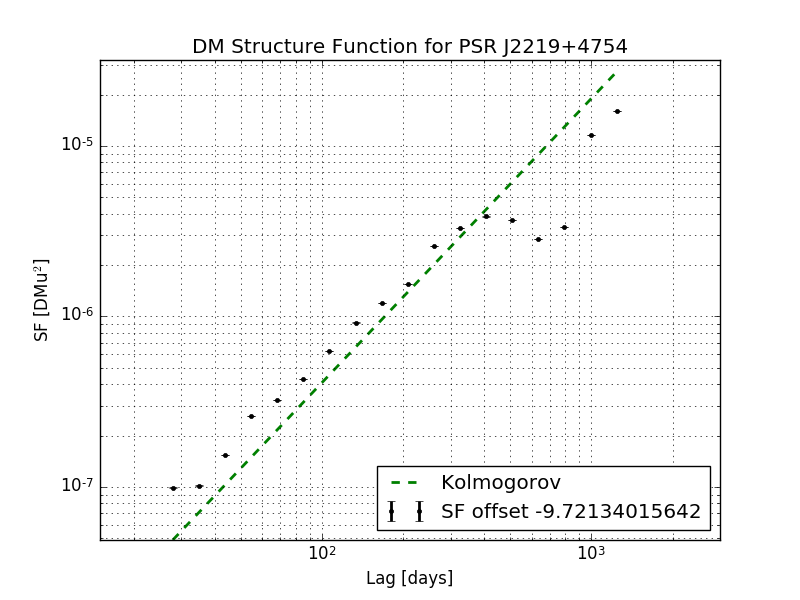 DM Structure Function for PSR J2219+4754
SF [DMu²]
10⁻⁵
10⁻⁶
10⁻⁷
Kolmogorov
SF offset -9.72134015642
10² 10³
Lag [days]